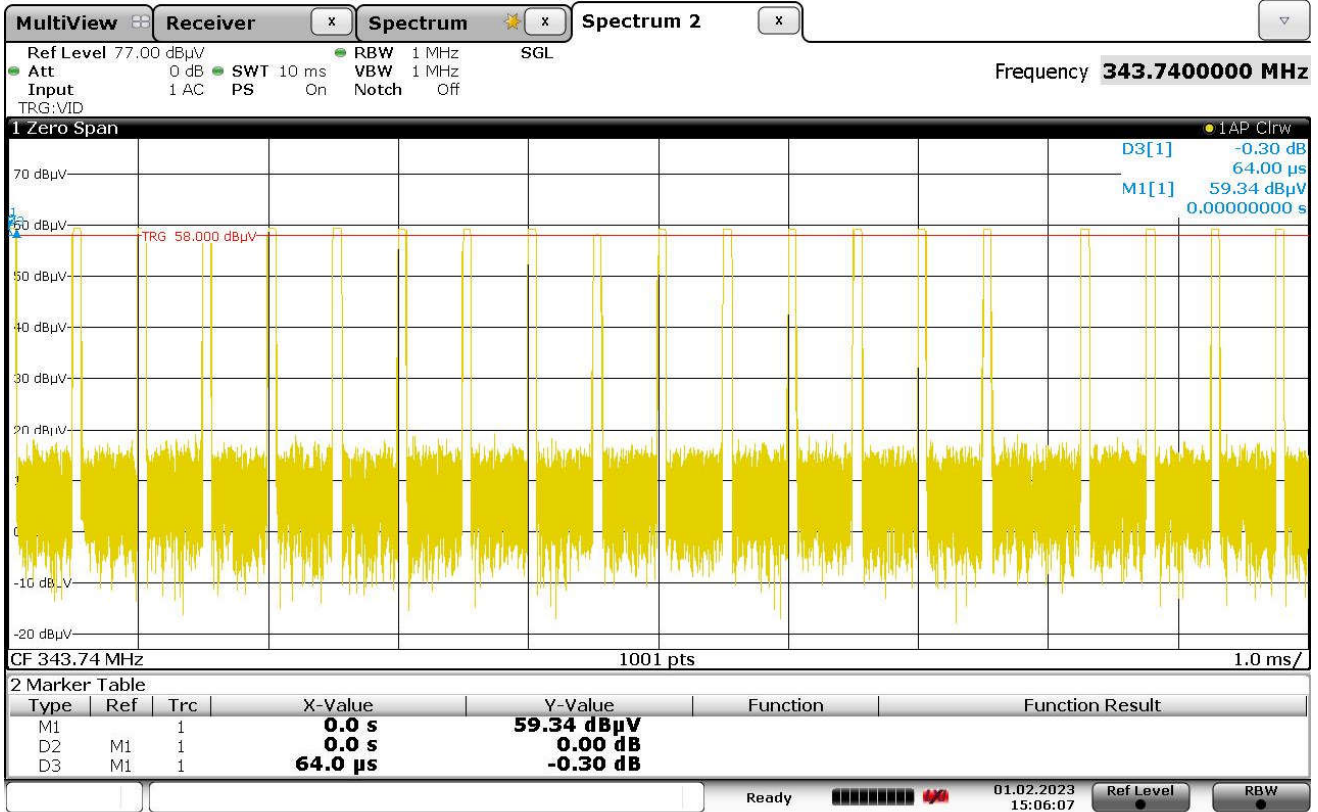 MultiView Receiver x Spectrum x Spectrum 2 x
Ref Level 77.00 dBµV RBW 1 MHz SGL
Att 0 dB SWT 10 ms VBW 1 MHz Frequency 343.7400000 MHz
Input 1 AC PS On Notch Off
TRG:VID
1 Zero Span 1AP Clrw
D3[1] -0.30 dB
64.00 µs
70 dBµV
M1[1] 59.34 dBµV
0.00000000 s
60 dBµV
TRG 58.000 dBµV
50 dBµV
40 dBµV
30 dBµV
20 dBµV
-10 dBµV
-20 dBµV
CF 343.74 MHz 1001 pts 1.0 ms/
2 Marker Table
Type Ref Trc X-Value Y-Value Function Function Result
M1 1 0.0 s 59.34 dBµV
D2 M1 1 0.0 s 0.00 dB
D3 M1 1 64.0 µs -0.30 dB
Ready 01.02.2023 Ref Level RBW
15:06:07